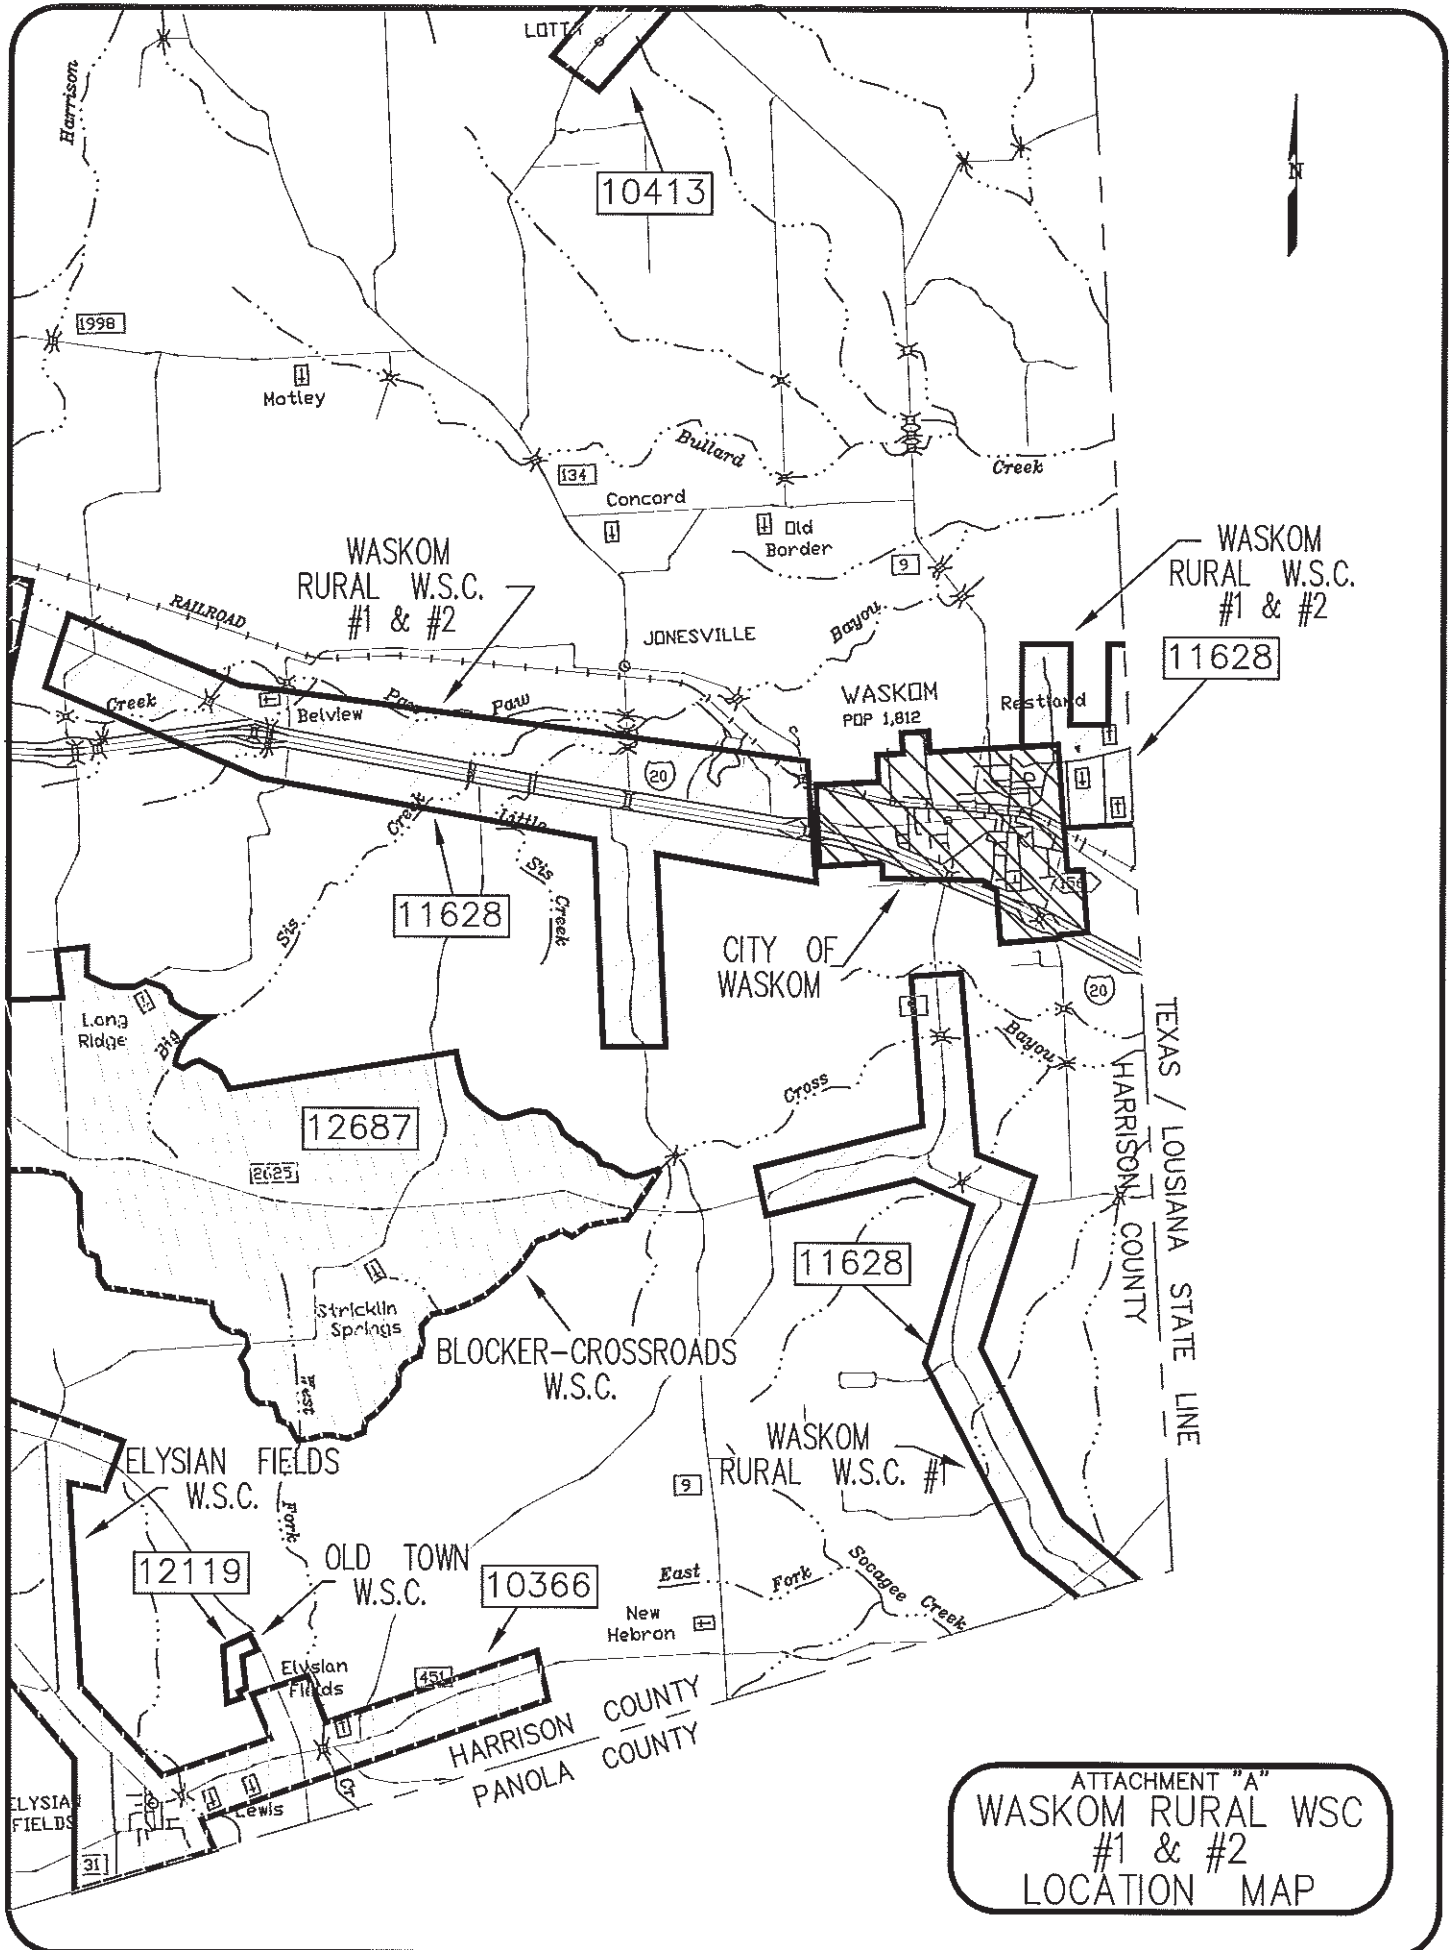 LOTT
Harrison
10413
N
1998
Motley
Bullard
Creek
134
Concord
Old
Border
9
WASKOM
RURAL W.S.C.
#1 & #2
WASKOM
RURAL W.S.C.
#1 & #2
11628
RAILROAD
JONESVILLE
Bayou
WASKOM
POP 1,812
Restland
Creek
Belview
Paw
Paw
20
Little
Sis
Creek
Creek
Sis
Big
11628
CITY OF
WASKOM
20
Long
Ridge
Cross
Bayou
12687
2625
TEXAS / LOUSIANA STATE LINE
HARRISON COUNTY
11628
Stricklin
Springs
BLOCKER-CROSSROADS
W.S.C.
West
Fork
WASKOM
RURAL W.S.C. #1
ELYSIAN FIELDS
W.S.C.
9
12119
OLD TOWN
W.S.C.
10366
East
Fork
Socagee
Creek
New
Hebron
Elysian
Fields
451
HARRISON COUNTY
PANOLA COUNTY
Lewis
Cr
ELYSIAN
FIELDS
31
ATTACHMENT "A"
WASKOM RURAL WSC
#1 & #2
LOCATION MAP